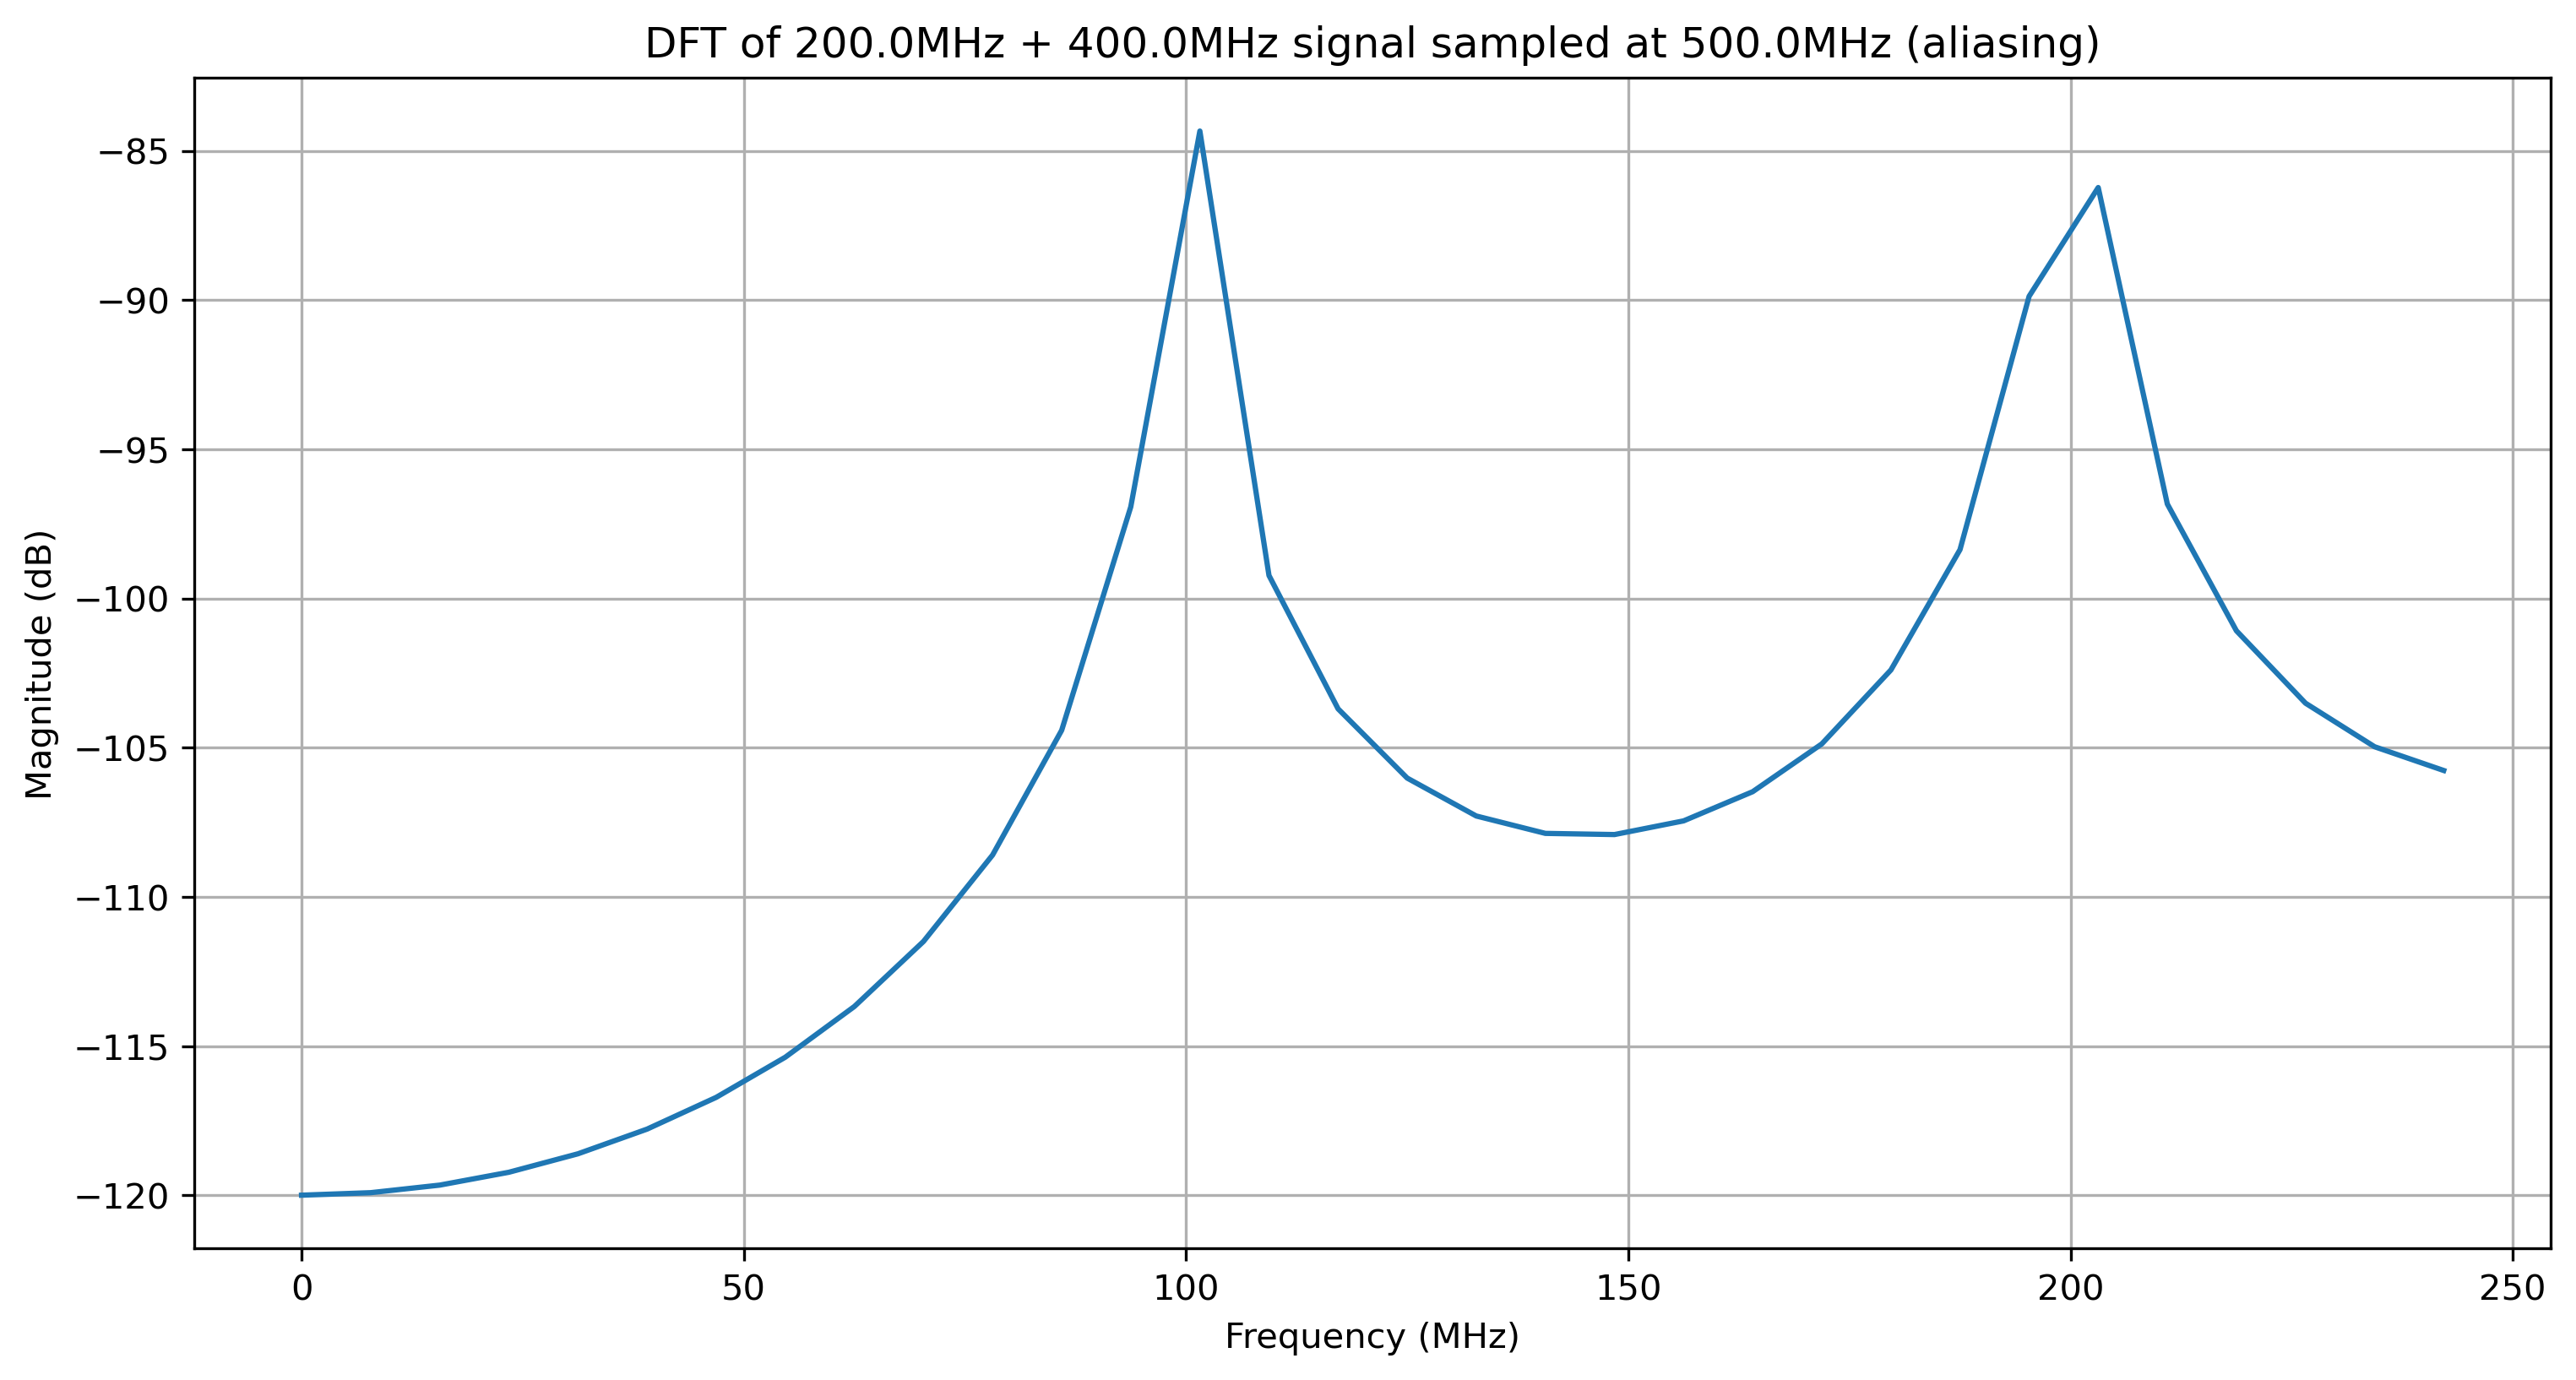 DFT of 200.0MHz + 400.0MHz signal sampled at 500.0MHz (aliasing)
Magnitude (dB)
−85
−90
−95
−100
−105
−110
−115
−120
0 50 100 150 200 250
Frequency (MHz)